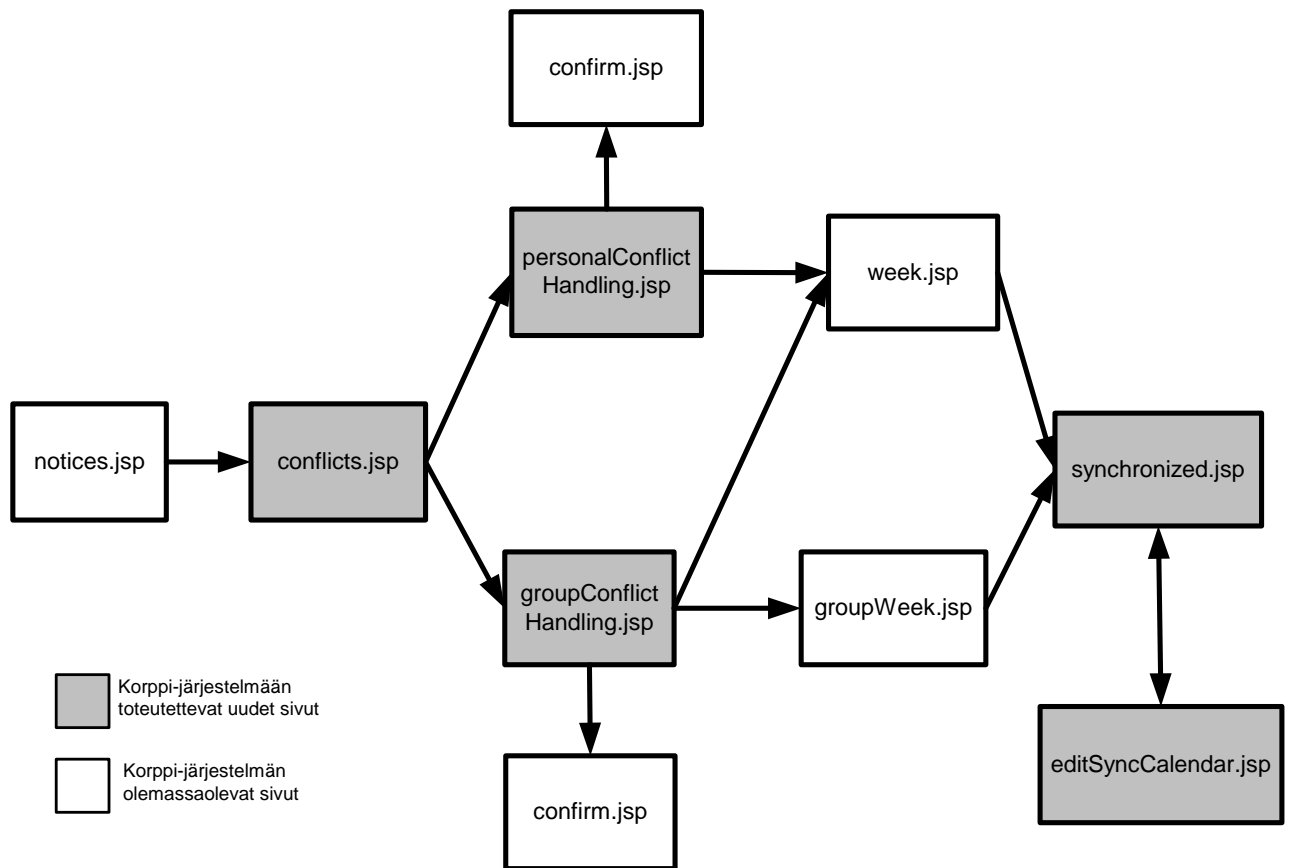 confirm.jsp
personalConflict
Handling.jsp
week.jsp
notices.jsp
conflicts.jsp
synchronized.jsp
groupConflict
Handling.jsp
groupWeek.jsp
Korppi-järjestelmään
toteutettevat uudet sivut
editSyncCalendar.jsp
Korppi-järjestelmän
olemassaolevat sivut
confirm.jsp